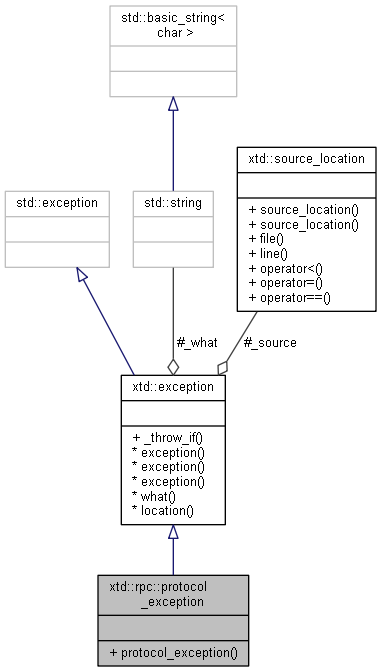 std::basic_string<
char >
xtd::source_location
+ source_location()
+ source_location()
+ file()
+ line()
+ operator<()
+ operator=()
+ operator==()
std::exception
std::string
#_what
#_source
xtd::exception
+ _throw_if()
* exception()
* exception()
* exception()
* what()
* location()
xtd::rpc::protocol
_exception
+ protocol_exception()